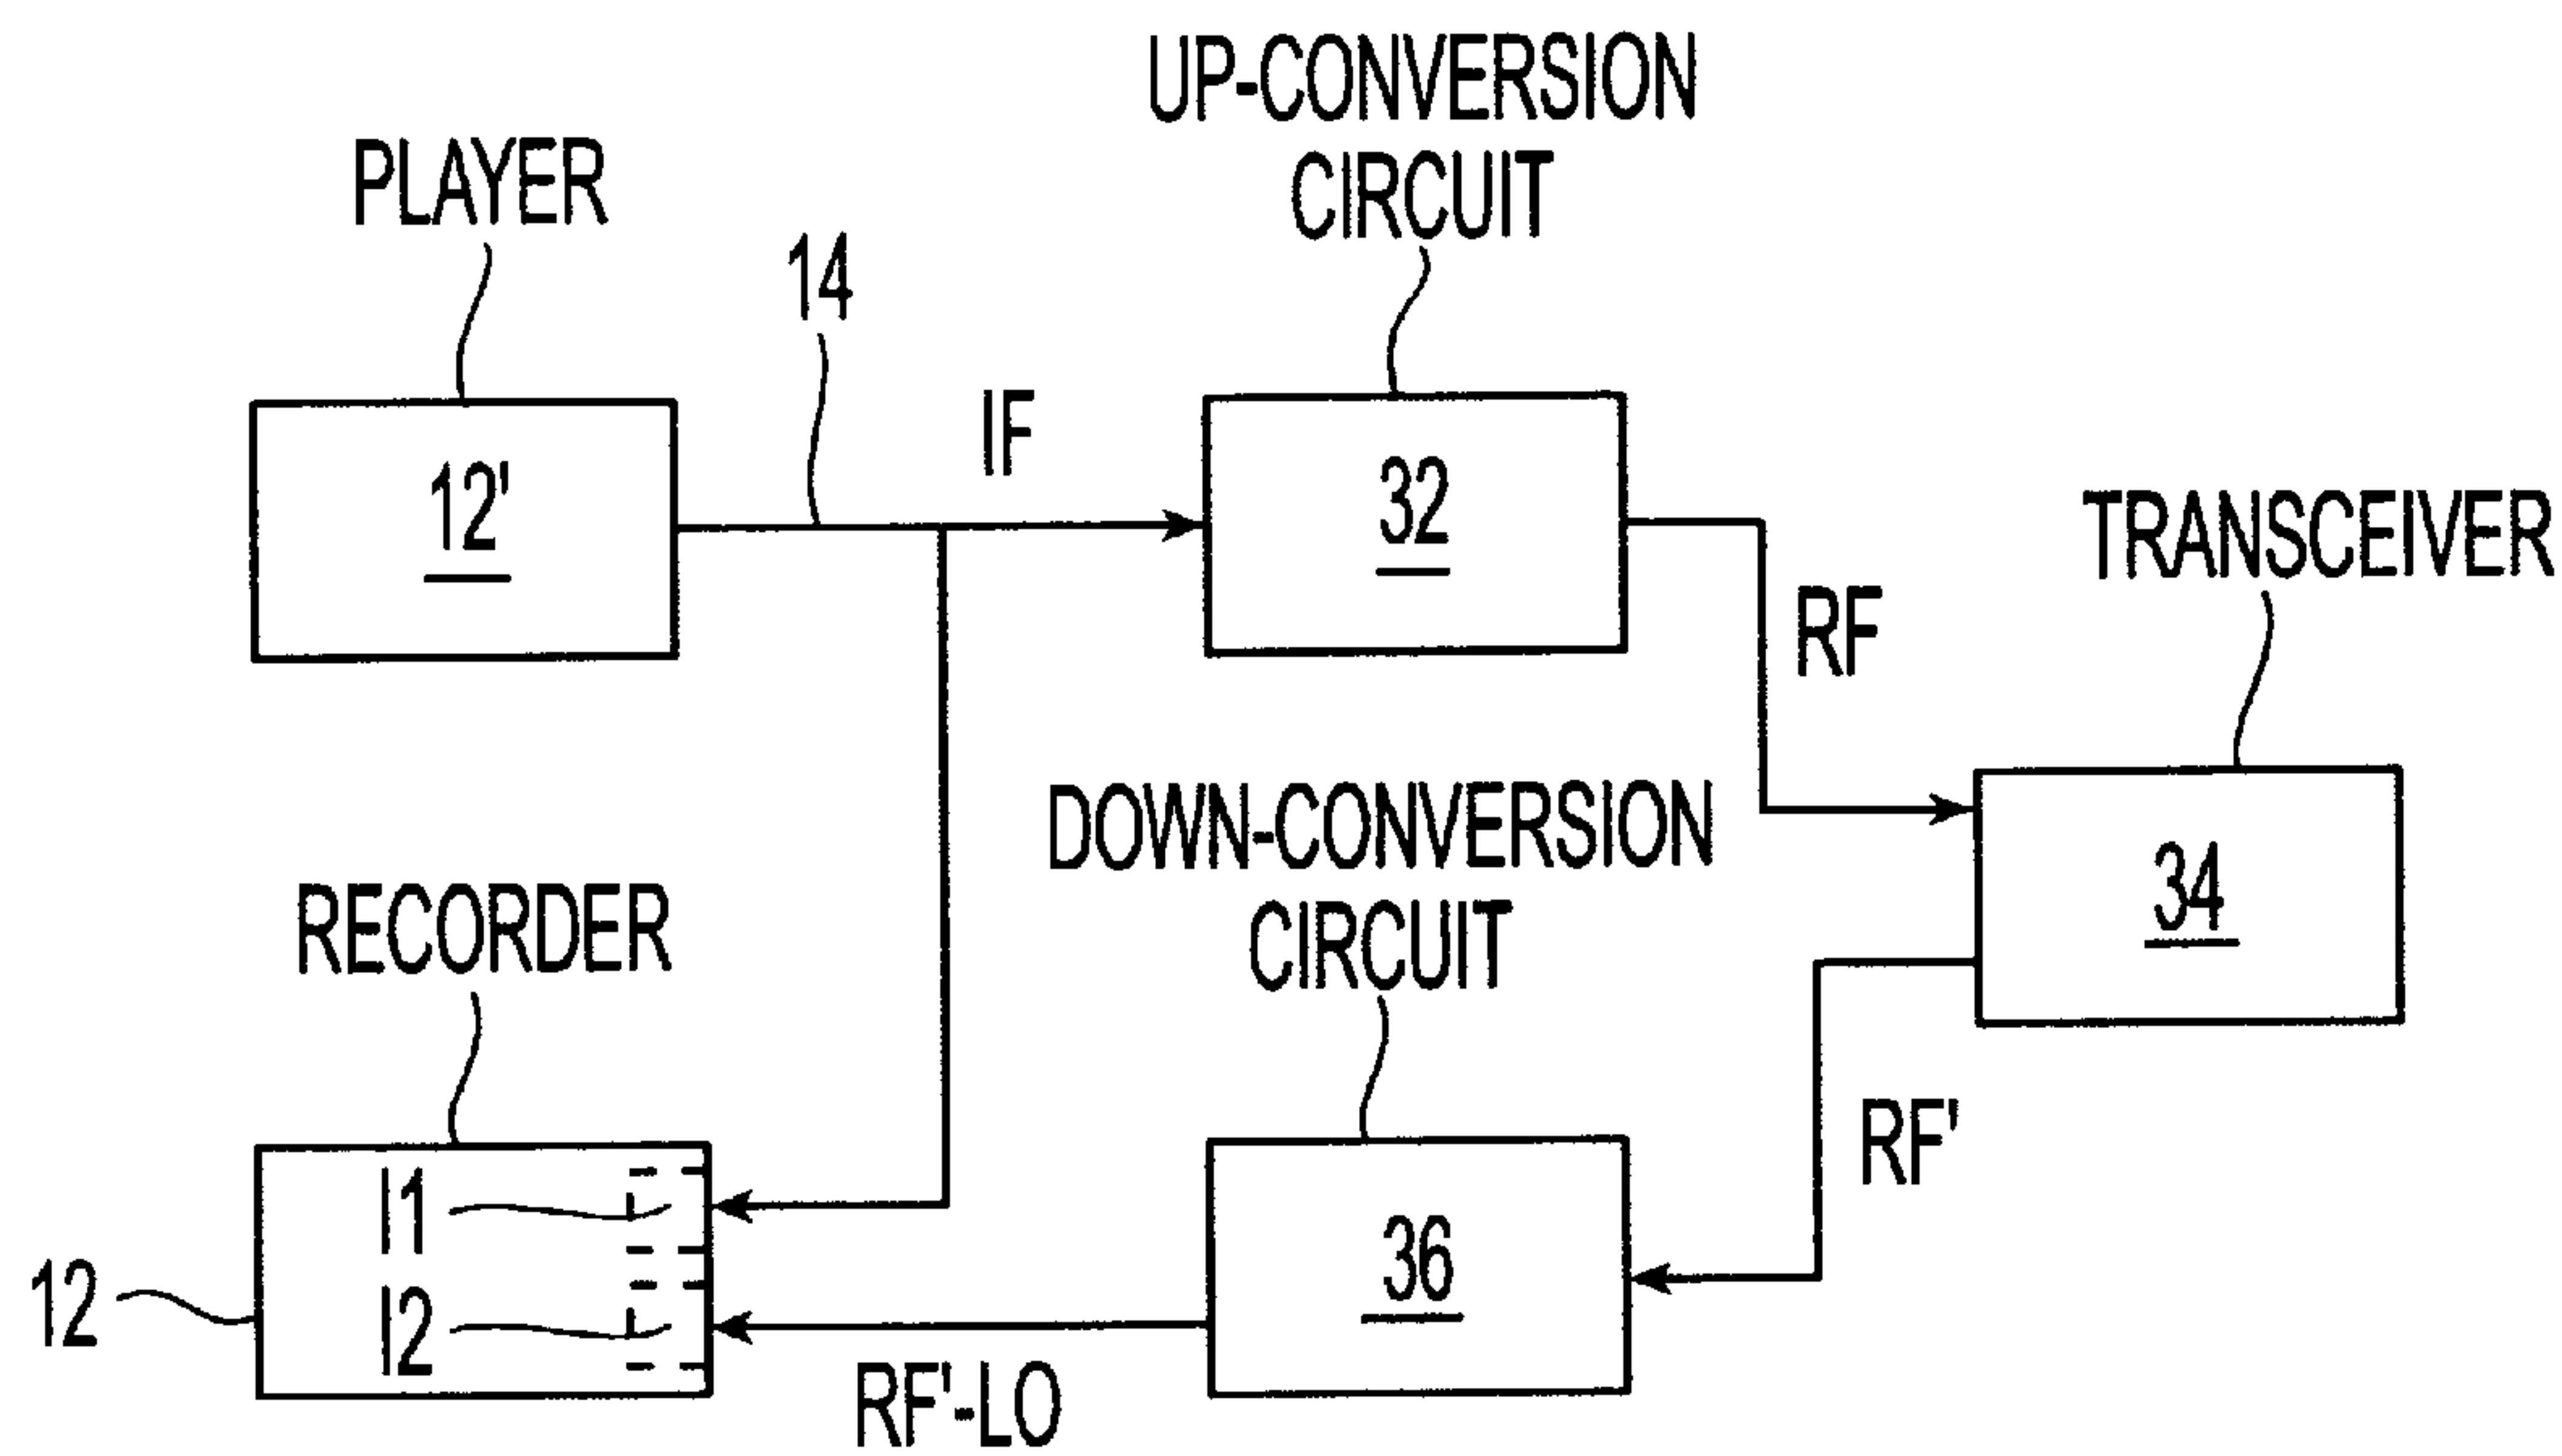 UP-CONVERSION
CIRCUIT
PLAYER
14
IF
12'
32
TRANSCEIVER
RF
DOWN-CONVERSION
CIRCUIT
34
RECORDER
RF'
I1
36
12
I2
RF'-LO